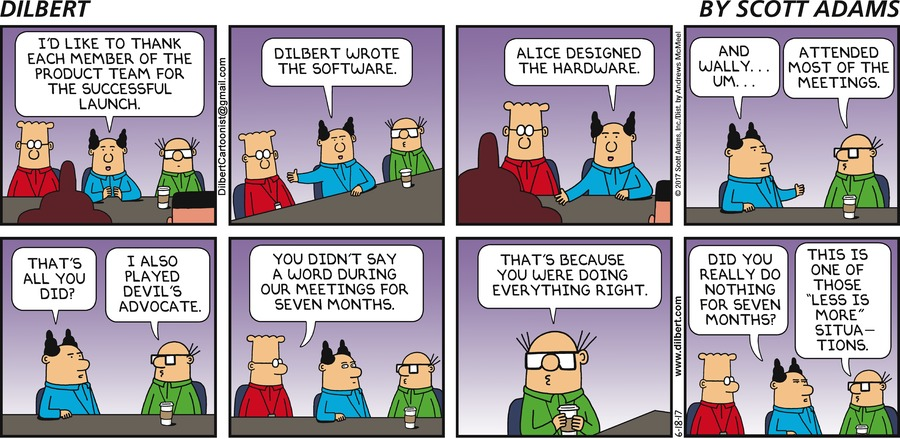 DILBERT
BY SCOTT ADAMS
I'D LIKE TO THANK
EACH MEMBER OF THE
PRODUCT TEAM FOR
THE SUCCESSFUL
LAUNCH.
DilbertCartoonist@gmail.com
DILBERT WROTE
THE SOFTWARE.
ALICE DESIGNED
THE HARDWARE.
© 2017 Scott Adams, Inc./Dist. by Andrews McMeel
AND
WALLY...
UM...
ATTENDED
MOST OF THE
MEETINGS.
THAT'S
ALL YOU
DID?
I ALSO
PLAYED
DEVIL'S
ADVOCATE.
YOU DIDN'T SAY
A WORD DURING
OUR MEETINGS FOR
SEVEN MONTHS.
THAT'S BECAUSE
YOU WERE DOING
EVERYTHING RIGHT.
6-18-17
www.dilbert.com
DID YOU
REALLY DO
NOTHING
FOR SEVEN
MONTHS?
THIS IS
ONE OF
THOSE
"LESS IS
MORE"
SITUA-
TIONS.